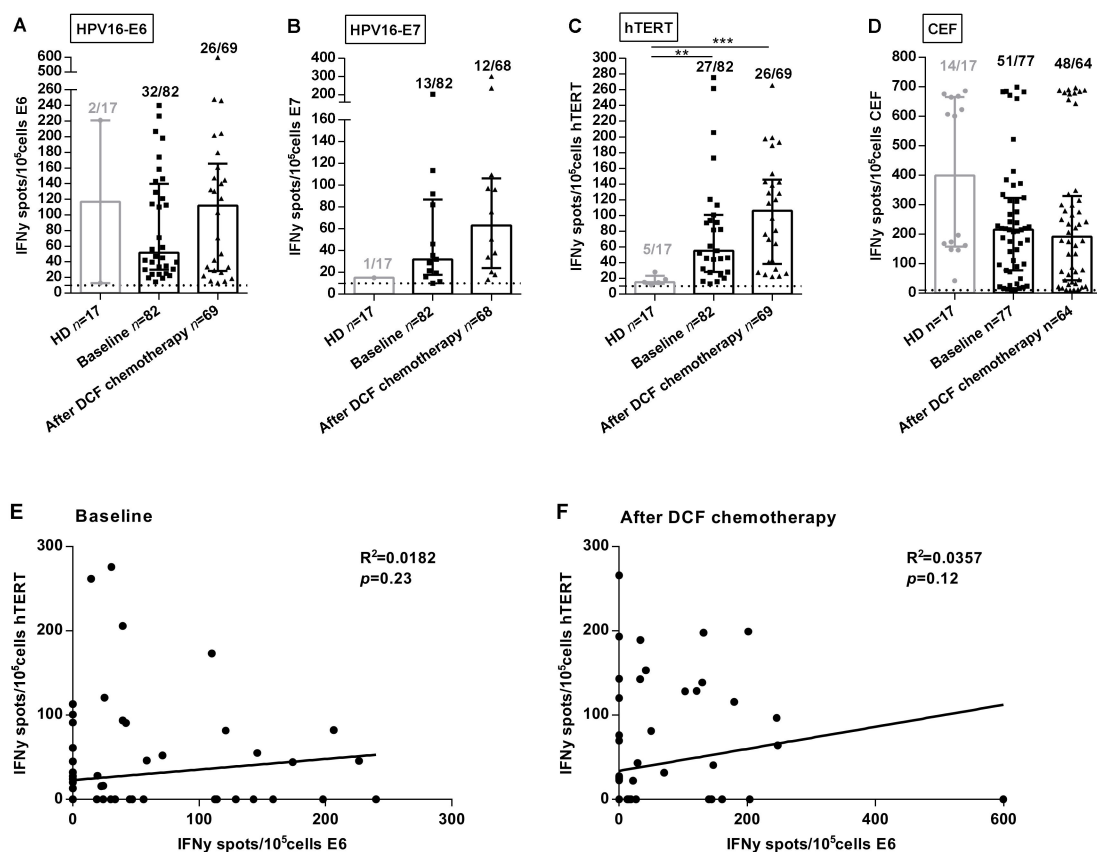 A
HPV16-E6
IFNγ spots/10⁵cells E6
600
500
260
240
220
200
180
160
140
120
100
80
60
40
20
0
2/17
32/82
26/69
HD n=17
Baseline n=82
After DCF chemotherapy n=69
B
HPV16-E7
IFNγ spots/10⁵cells E7
400
300
200
100
160
140
120
100
80
60
40
20
0
1/17
13/82
12/68
HD n=17
Baseline n=82
After DCF chemotherapy n=68
C
hTERT
IFNγ spots/10⁵cells hTERT
300
280
260
240
220
200
180
160
140
120
100
80
60
40
20
0
***
**
5/17
27/82
26/69
HD n=17
Baseline n=82
After DCF chemotherapy n=69
D
CEF
IFNγ spots/10⁵cells CEF
800
700
600
500
400
300
200
100
0
14/17
51/77
48/64
HD n=17
Baseline n=77
After DCF chemotherapy n=64
E
Baseline
IFNγ spots/10⁵cells hTERT
300
200
100
0
R²=0.0182
p=0.23
0
100
200
300
IFNγ spots/10⁵cells E6
F
After DCF chemotherapy
IFNγ spots/10⁵cells hTERT
300
200
100
0
R²=0.0357
p=0.12
0
200
400
600
IFNγ spots/10⁵cells E6